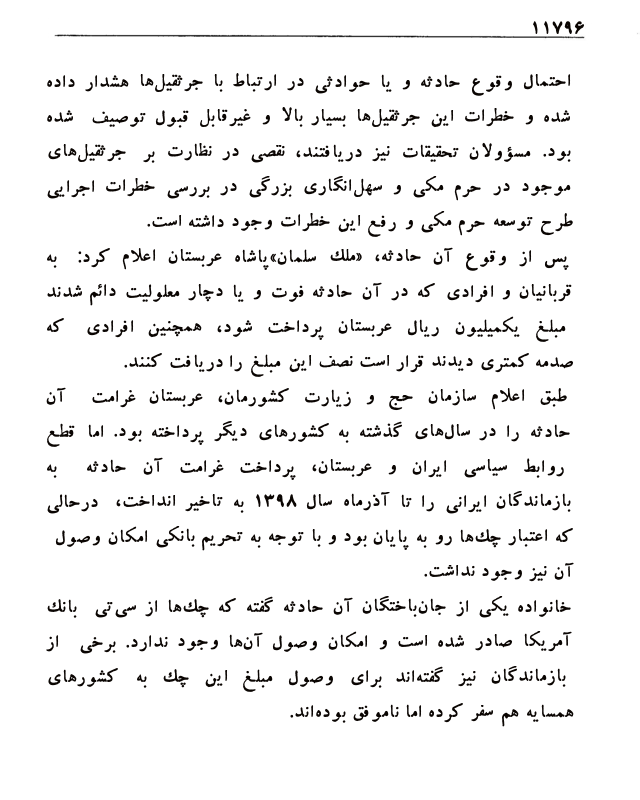 ۱۱۷۹۶
احتمال وقوع حادثه و یا حوادثی در ارتباط با جرثقیل‌ها هشدار داده
شده و خطرات این جرثقیل‌ها بسیار بالا و غیرقابل قبول توصیف شده
بود. مسؤولان تحقیقات نیز دریافتند، نقصی در نظارت بر جرثقیل‌های
موجود در حرم مکی و سهل‌انگاری بزرگی در بررسی خطرات اجرایی
طرح توسعه حرم مکی و رفع این خطرات وجود داشته است.
پس از وقوع آن حادثه، «ملك سلمان»پاشاه عربستان اعلام کرد: به
قربانیان و افرادی که در آن حادثه فوت و یا دچار معلولیت دائم شدند
مبلغ یکمیلیون ریال عربستان پرداخت شود، همچنین افرادی که
صدمه کمتری دیدند قرار است نصف این مبلغ را دریافت کنند.
طبق اعلام سازمان حج و زیارت کشورمان، عربستان غرامت آن
حادثه را در سال‌های گذشته به کشورهای دیگر پرداخته بود. اما قطع
روابط سیاسی ایران و عربستان، پرداخت غرامت آن حادثه به
بازماندگان ایرانی را تا آذرماه سال ۱۳۹۸ به تاخیر انداخت، درحالی
که اعتبار چك‌ها رو به پایان بود و با توجه به تحریم بانکی امکان وصول
آن نیز وجود نداشت.
خانواده یکی از جان‌باختگان آن حادثه گفته که چك‌ها از سی‌تی بانك
آمریکا صادر شده است و امکان وصول آن‌ها وجود ندارد. برخی از
بازماندگان نیز گفته‌اند برای وصول مبلغ این چك به کشورهای
همسایه هم سفر کرده اما ناموفق بوده‌اند.